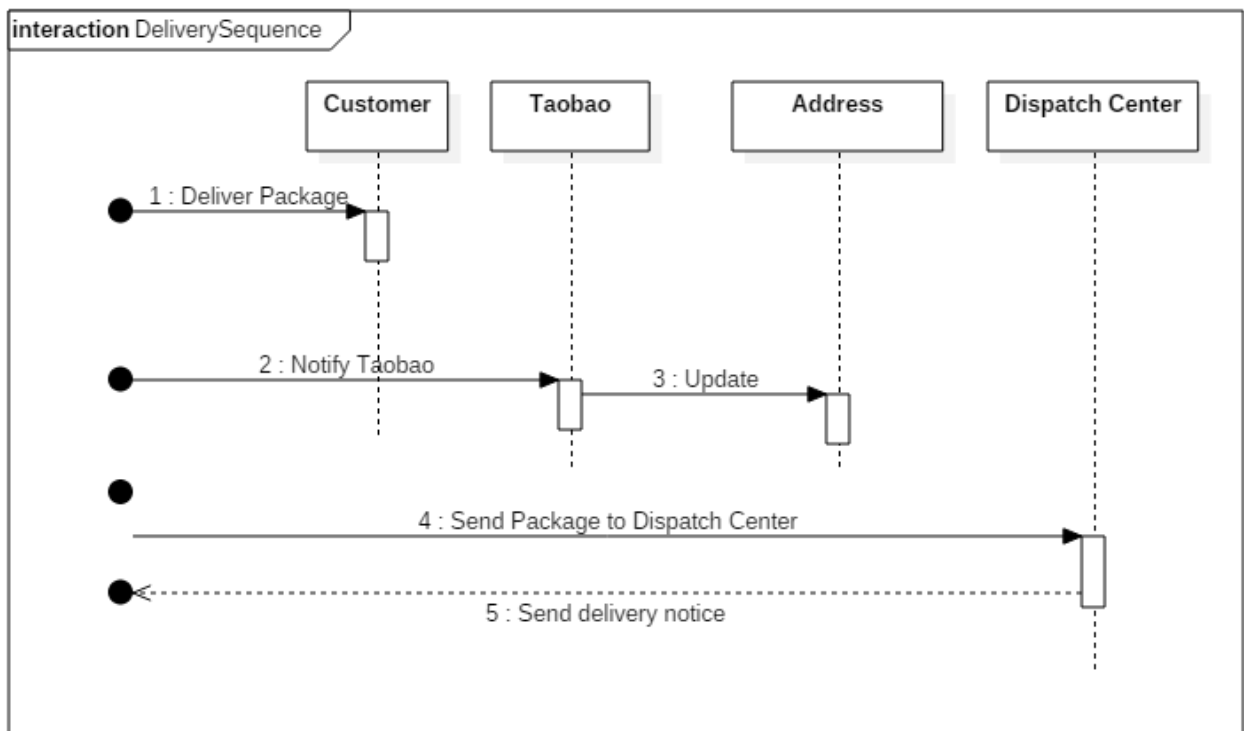 interaction DeliverySequence
Customer
Taobao
Address
Dispatch Center
1 : Deliver Package
2 : Notify Taobao
3 : Update
4 : Send Package to Dispatch Center
5 : Send delivery notice